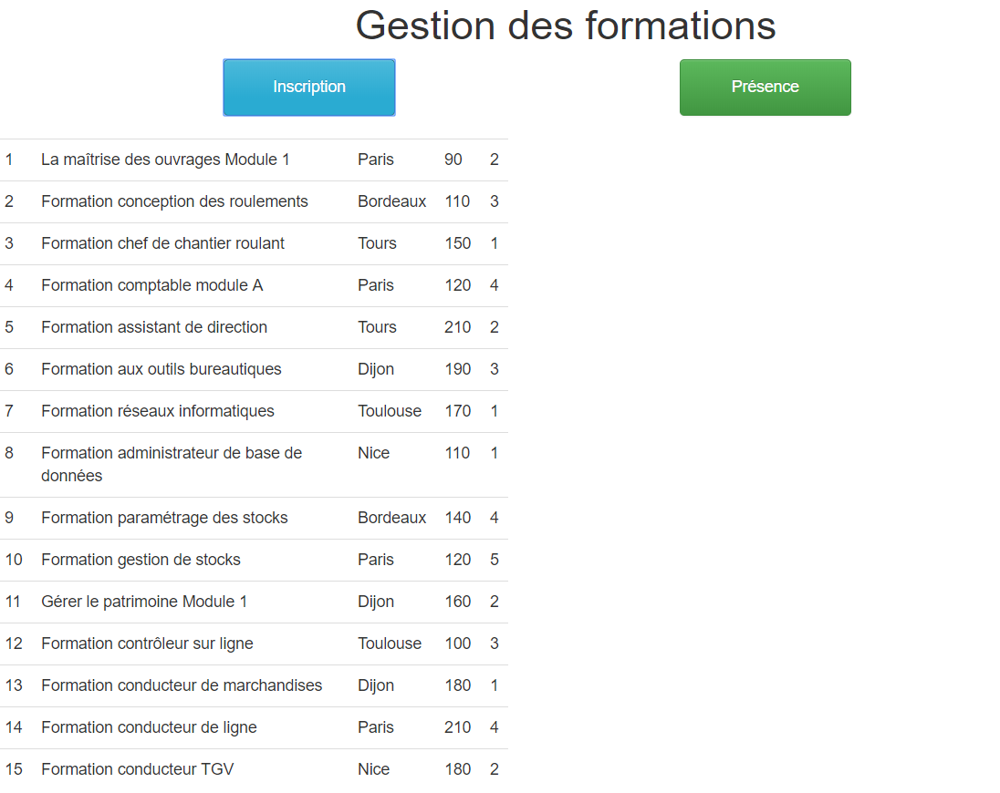 Gestion des formations
Inscription Présence
1 La maîtrise des ouvrages Module 1 Paris 90 2
2 Formation conception des roulements Bordeaux 110 3
3 Formation chef de chantier roulant Tours 150 1
4 Formation comptable module A Paris 120 4
5 Formation assistant de direction Tours 210 2
6 Formation aux outils bureautiques Dijon 190 3
7 Formation réseaux informatiques Toulouse 170 1
8 Formation administrateur de base de Nice 110 1
données
9 Formation paramétrage des stocks Bordeaux 140 4
10 Formation gestion de stocks Paris 120 5
11 Gérer le patrimoine Module 1 Dijon 160 2
12 Formation contrôleur sur ligne Toulouse 100 3
13 Formation conducteur de marchandises Dijon 180 1
14 Formation conducteur de ligne Paris 210 4
15 Formation conducteur TGV Nice 180 2